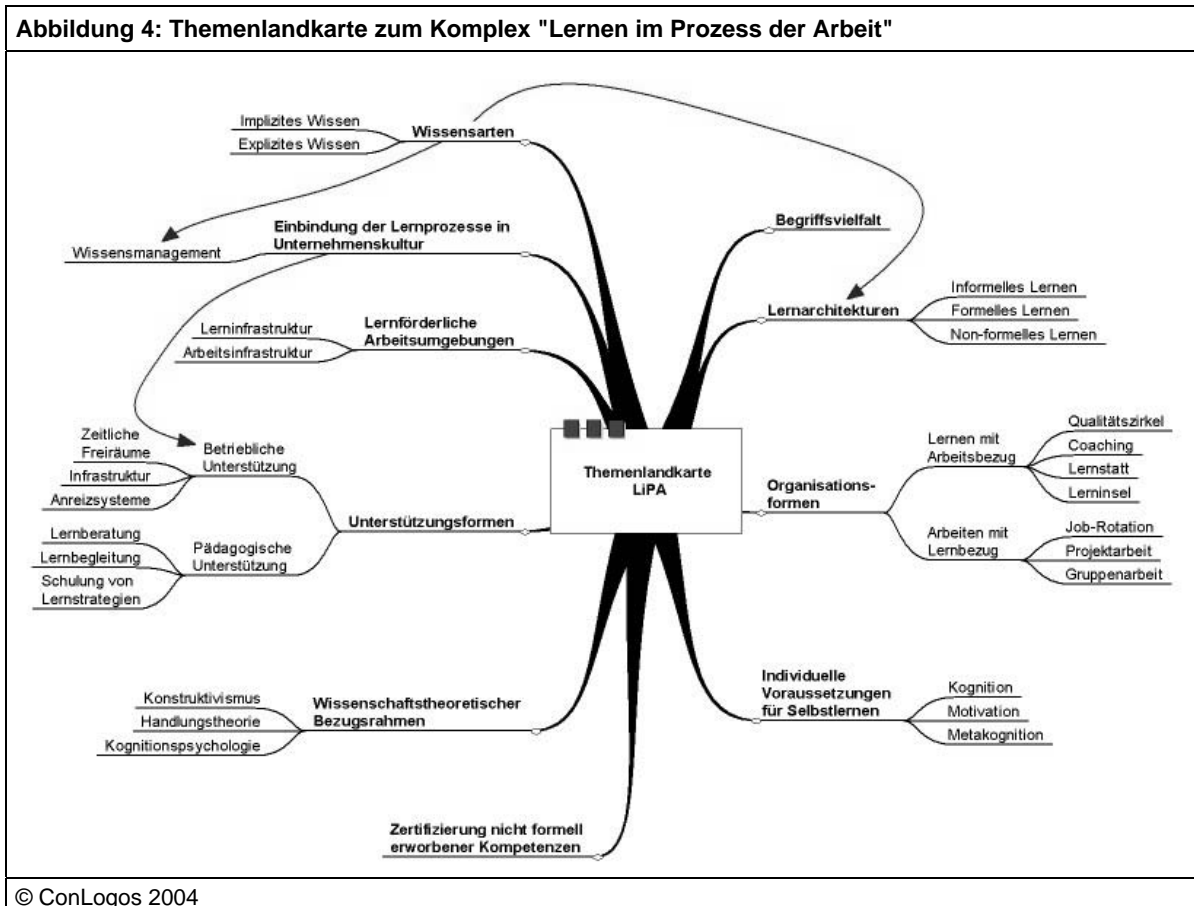 Abbildung 4: Themenlandkarte zum Komplex "Lernen im Prozess der Arbeit"
Implizites Wissen
Explizites Wissen
Wissensarten
Einbindung der Lernprozesse in
Unternehmenskultur
Wissensmanagement
Lernförderliche
Arbeitsumgebungen
Lerninfrastruktur
Arbeitsinfrastruktur
Zeitliche
Freiräume
Infrastruktur
Anreizsysteme
Betriebliche
Unterstützung
Unterstützungsformen
Lernberatung
Lernbegleitung
Schulung von
Lernstrategien
Pädagogische
Unterstützung
Konstruktivismus
Handlungstheorie
Kognitionspsychologie
Wissenschaftstheoretischer
Bezugsrahmen
Zertifizierung nicht formell
erworbener Kompetenzen
Themenlandkarte
LiPA
Begriffsvielfalt
Lernarchitekturen
Informelles Lernen
Formelles Lernen
Non-formelles Lernen
Organisations-
formen
Lernen mit
Arbeitsbezug
Qualitätszirkel
Coaching
Lernstatt
Lerninsel
Arbeiten mit
Lernbezug
Job-Rotation
Projektarbeit
Gruppenarbeit
Individuelle
Voraussetzungen
für Selbstlernen
Kognition
Motivation
Metakognition
© ConLogos 2004